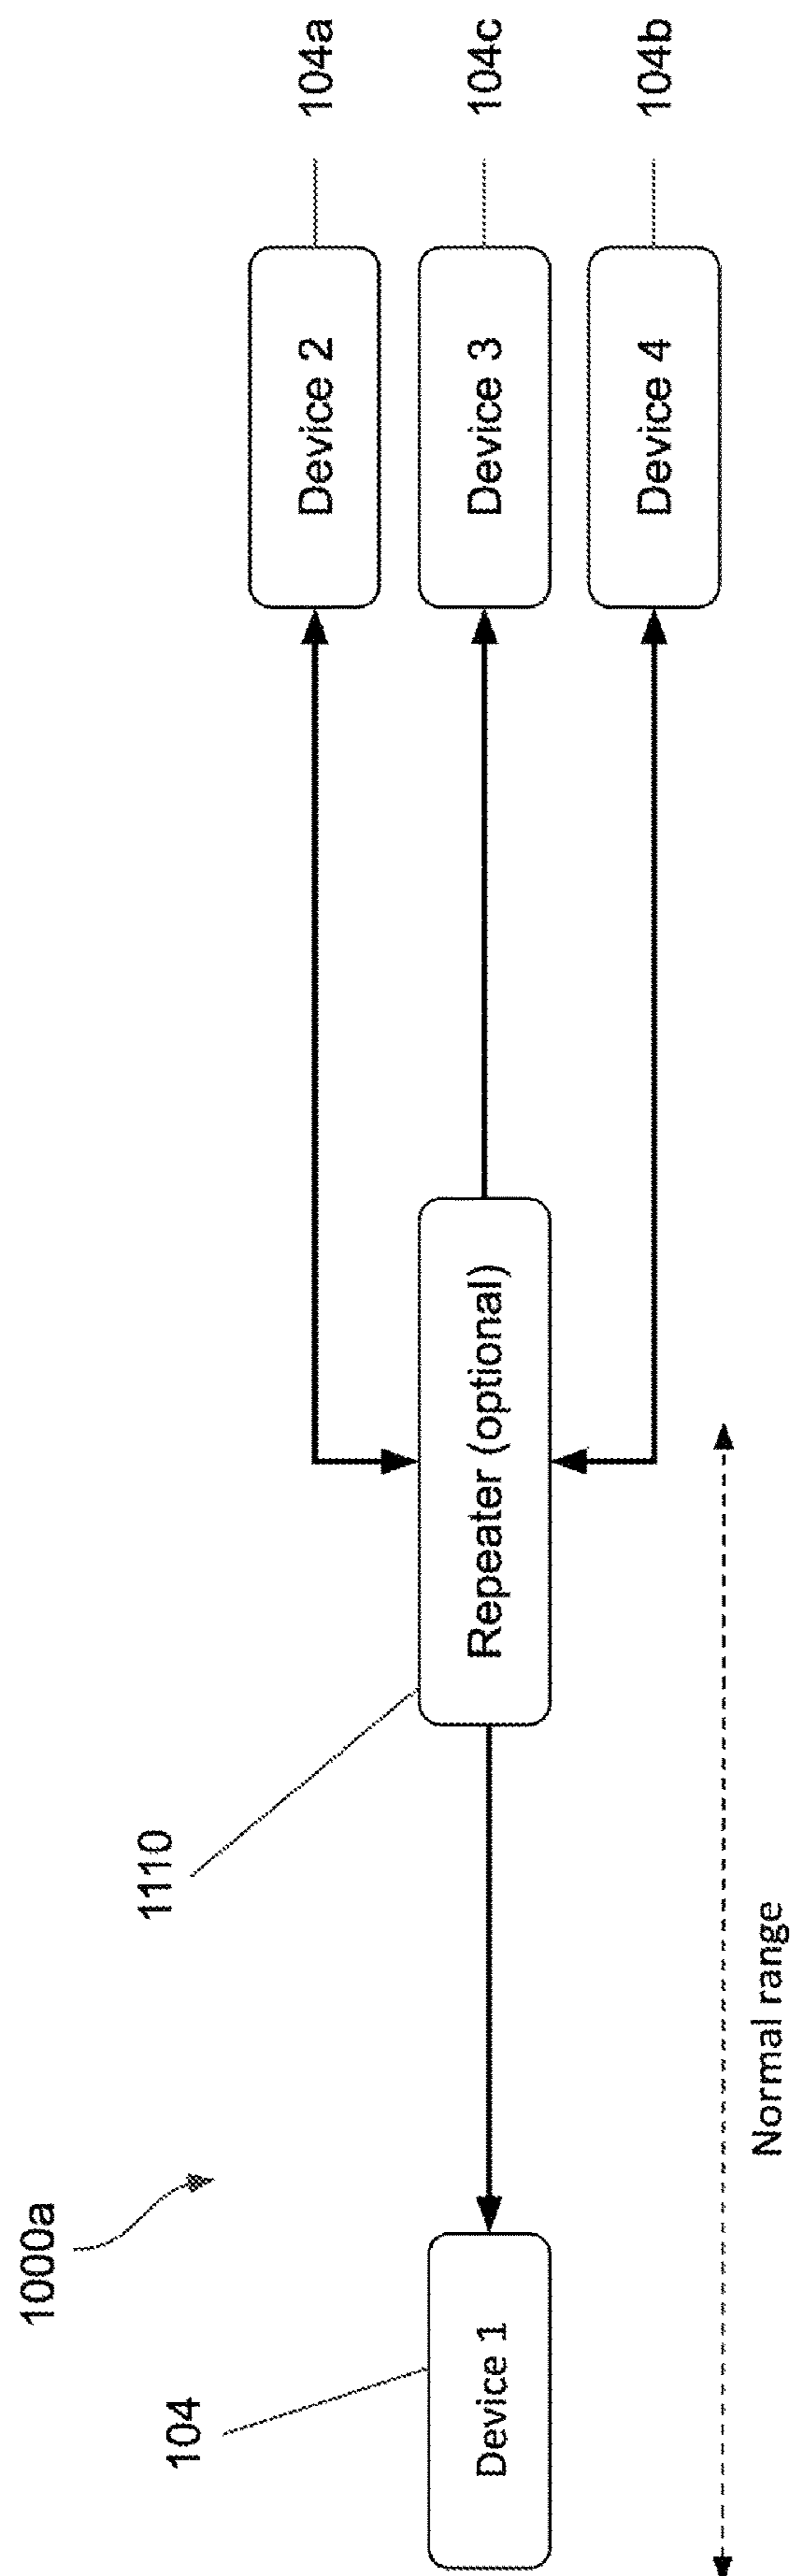 1000a
104
1110
104a
104c
104b
Device 1
Repeater (optional)
Device 2
Device 3
Device 4
Normal range